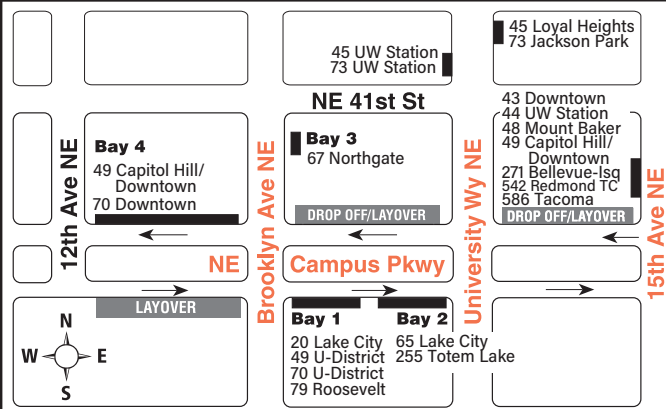 45 Loyal Heights
73 Jackson Park
45 UW Station
73 UW Station
NE 41st St
12th Ave NE
Bay 4
49 Capitol Hill/
Downtown
70 Downtown
Brooklyn Ave NE
Bay 3
67 Northgate
DROP OFF/LAYOVER
University Wy NE
43 Downtown
44 UW Station
48 Mount Baker
49 Capitol Hill/
Downtown
271 Bellevue-Isq
542 Redmond TC
586 Tacoma
DROP OFF/LAYOVER
15th Ave NE
NE Campus Pkwy
LAYOVER
N
W E
S
Bay 1
20 Lake City
49 U-District
70 U-District
79 Roosevelt
Bay 2
65 Lake City
255 Totem Lake